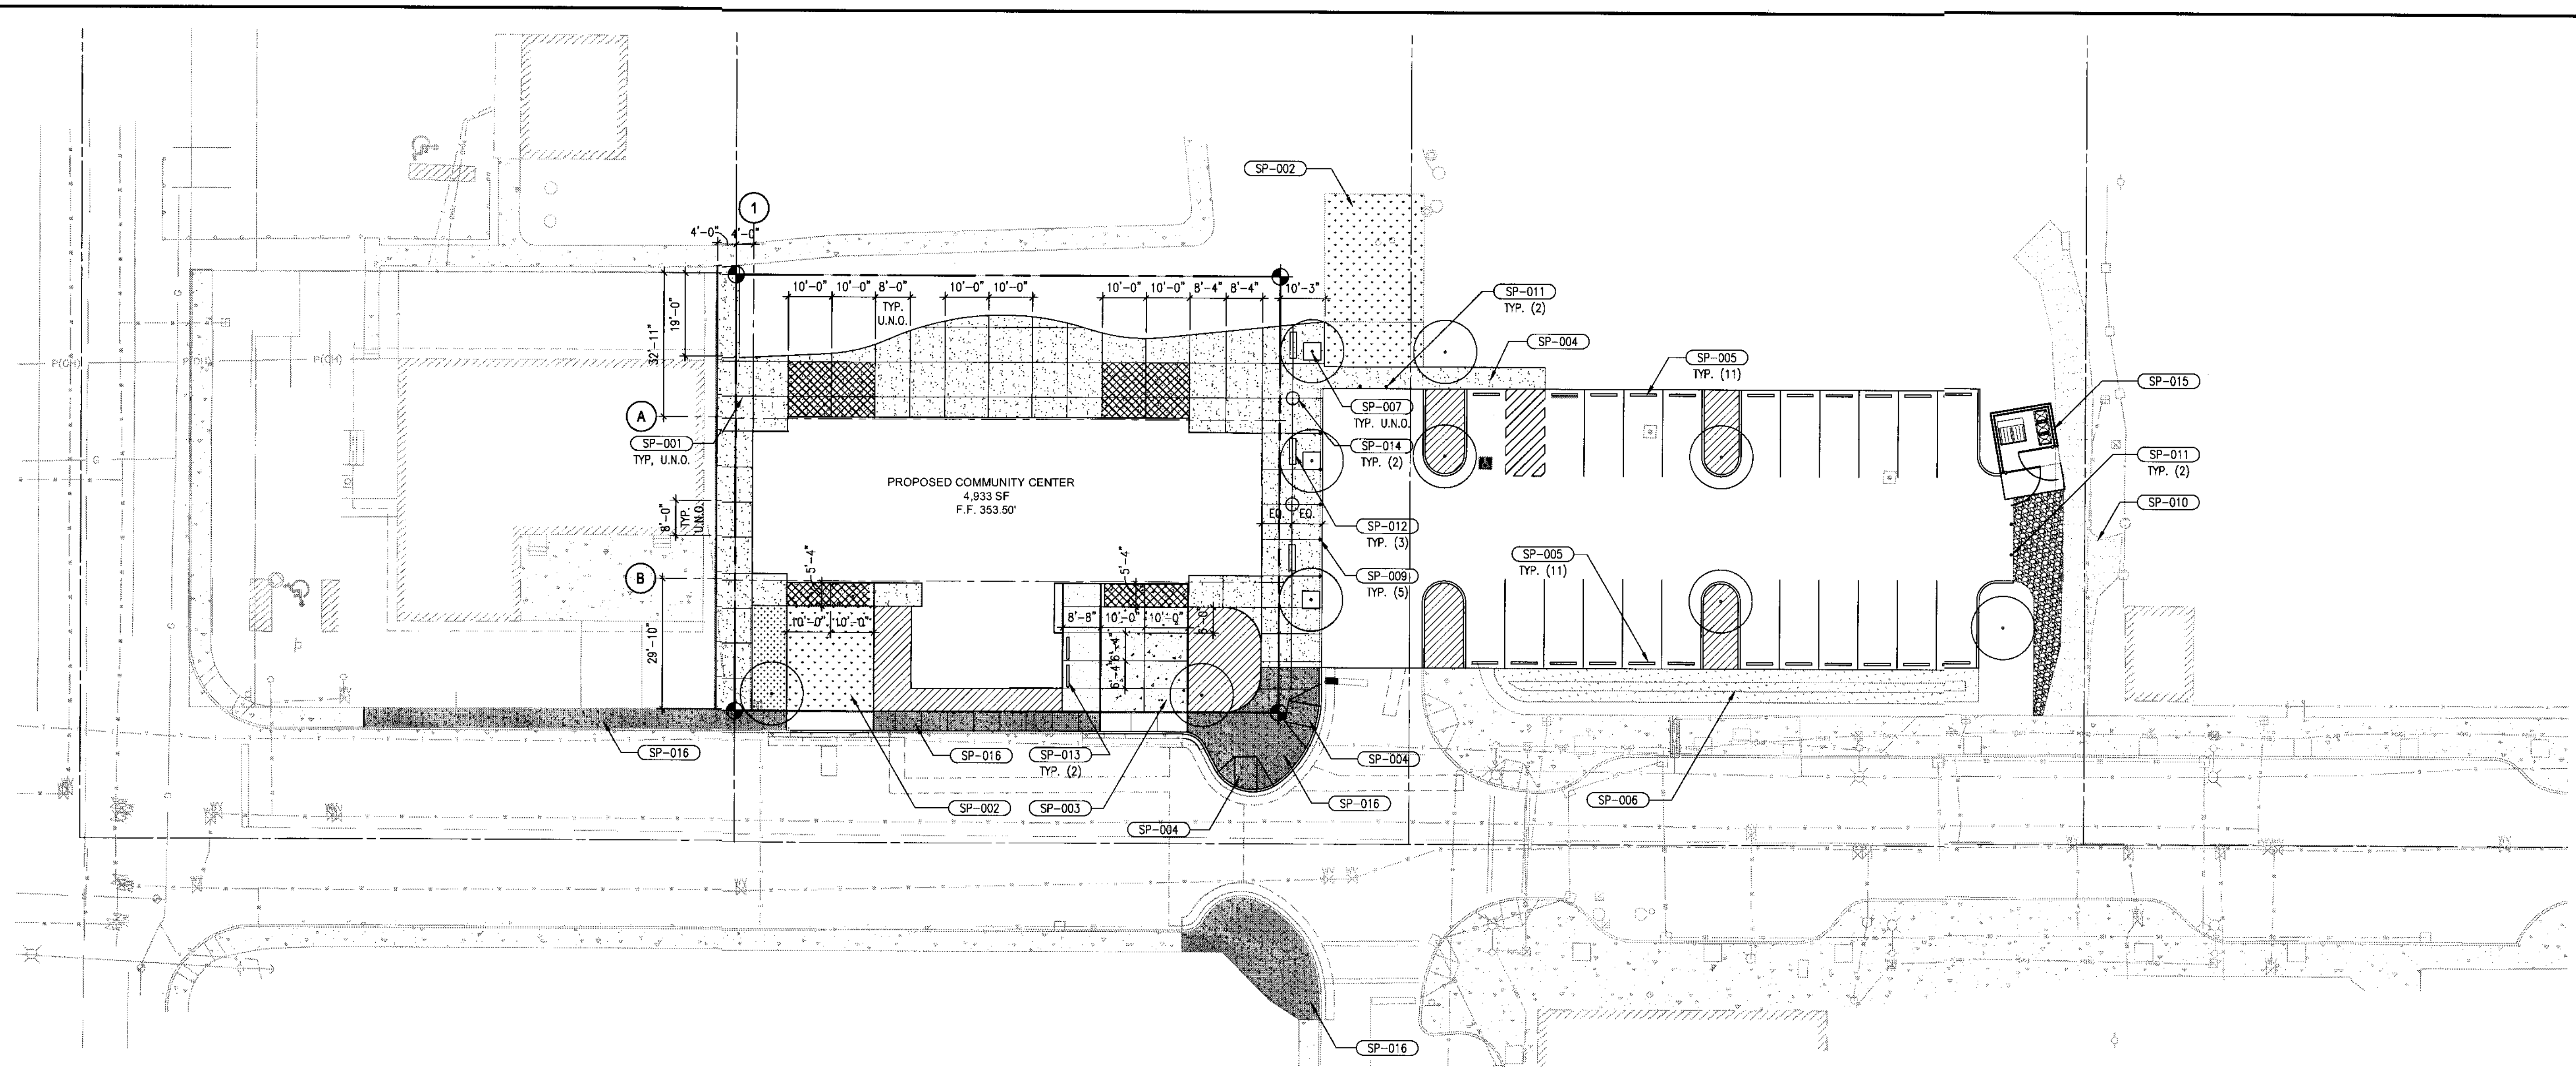 SP-002
1
4'-0" 4'-0"
10'-0" 10'-0" 8'-0" 10'-0" 10'-0" 10'-0" 10'-0" 8'-4" 8'-4" 10'-3"
TYP.
U.N.O.
19'-0"
32'-11"
SP-011
TYP. (2)
SP-004
SP-005
TYP. (11)
P(OH) P(OH) P(OH)
SP-015
A
SP-001
TYP, U.N.O.
SP-007
TYP. U.N.O.
SP-014
TYP. (2)
SP-011
TYP. (2)
G
PROPOSED COMMUNITY CENTER
4,933 SF
F.F. 353.50'
SP-010
8'-0"
TYP.
U.N.O.
EQ. EQ.
SP-012
TYP. (3)
SP-005
TYP. (11)
B
5'-4" 5'-4"
SP-009
TYP. (5)
10'-0" 10'-0"
8'-8" 10'-0" 10'-0"
29'-10"
6'-4" 6'-4"
SP-016
SP-016
SP-013
TYP. (2)
SP-004
SP-002
SP-003
SP-016
SP-006
SP-004
SP-016